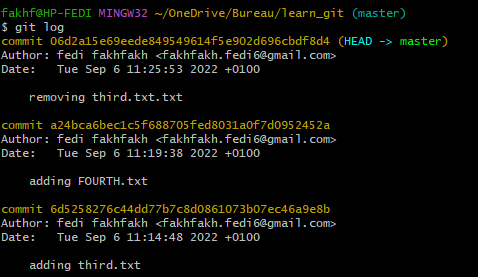 fakhf@HP-FEDI MINGW32 ~/OneDrive/Bureau/learn_git (master)
$ git log
commit 06d2a15e69eede849549614f5e902d696cbdf8d4 (HEAD -> master)
Author: fedi fakhfakh <fakhfakh.fedi6@gmail.com>
Date:   Tue Sep 6 11:25:53 2022 +0100
    removing third.txt.txt
commit a24bca6bec1c5f688705fed8031a0f7d0952452a
Author: fedi fakhfakh <fakhfakh.fedi6@gmail.com>
Date:   Tue Sep 6 11:19:38 2022 +0100
    adding FOURTH.txt
commit 6d5258276c44dd77b7c8d0861073b07ec46a9e8b
Author: fedi fakhfakh <fakhfakh.fedi6@gmail.com>
Date:   Tue Sep 6 11:14:48 2022 +0100
    adding third.txt